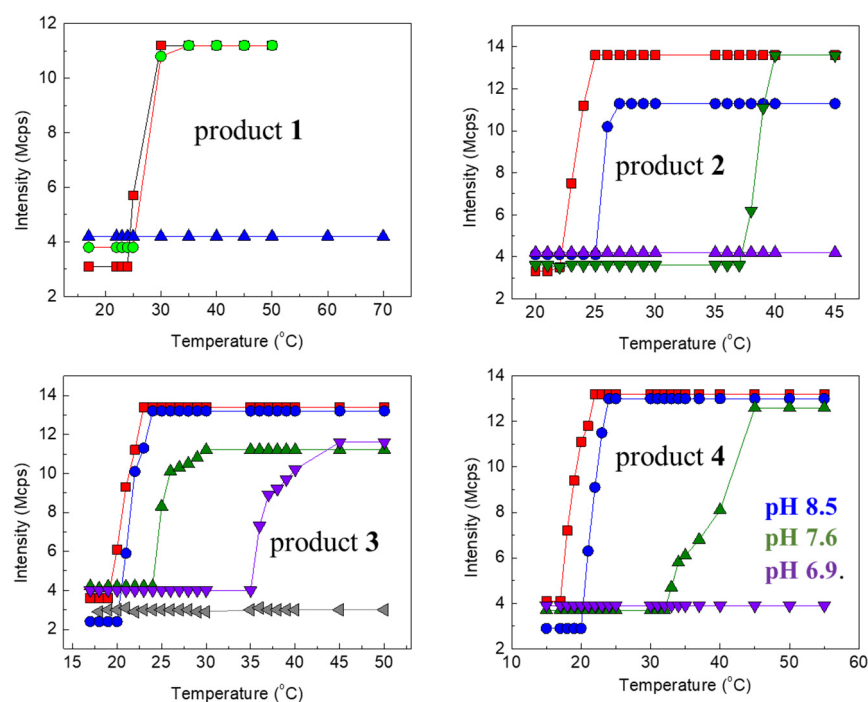 12
10
8
6
4
2
Intensity (Mcps)
product 1
20 30 40 50 60 70
Temperature (°C)
14
12
10
8
6
4
2
Intensity (Mcps)
product 2
20 25 30 35 40 45
Temperature (°C)
14
12
10
8
6
4
2
Intensity (Mcps)
product 3
15 20 25 30 35 40 45 50
Temperature (°C)
14
12
10
8
6
4
2
Intensity (Mcps)
product 4
pH 8.5
pH 7.6
pH 6.9.
10 20 30 40 50 60
Temperature (°C)